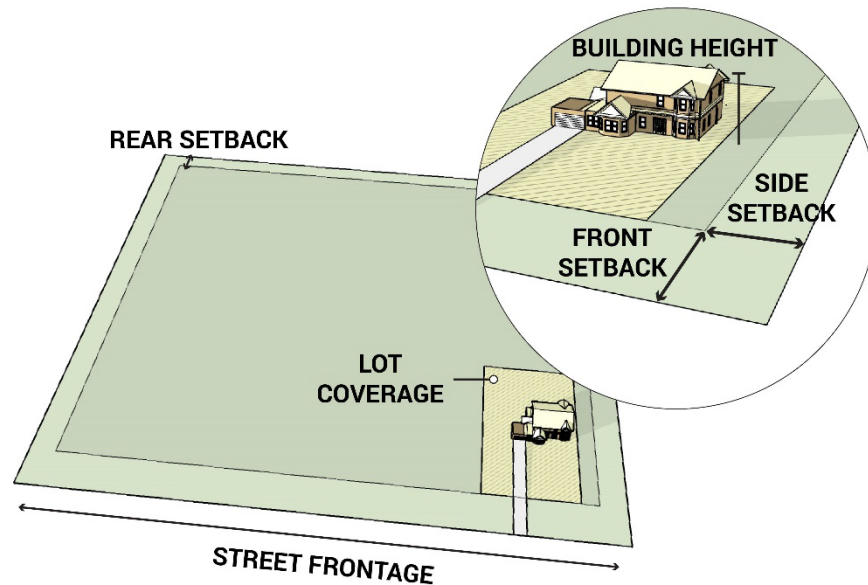 BUILDING HEIGHT
REAR SETBACK
SIDE
SETBACK
FRONT
SETBACK
LOT
COVERAGE
STREET FRONTAGE